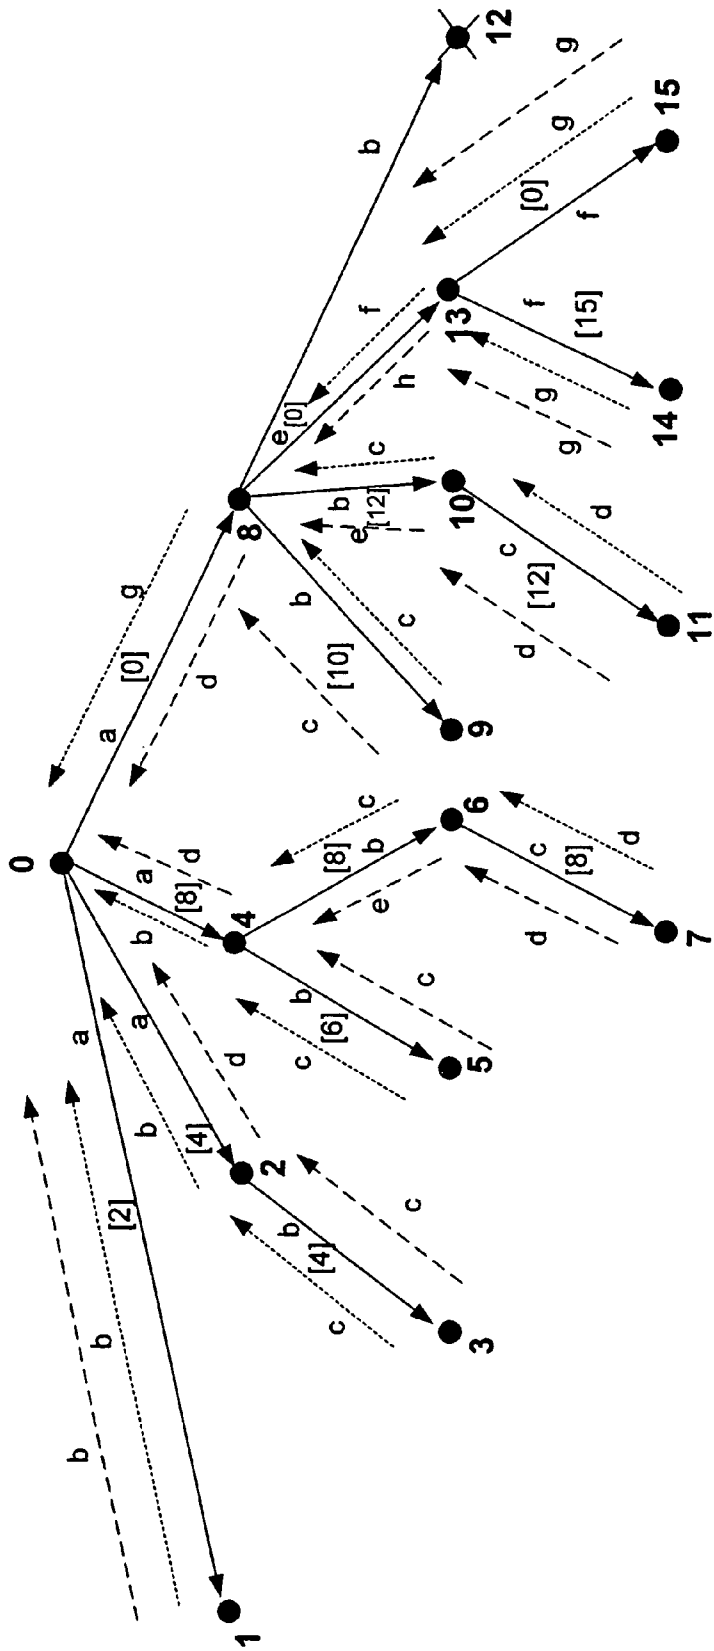 0
b a
b a
[2] b a b a [0] g
[4] [8] d d
1 d 4 8
2 e [0]
b b b
c c
c [4] [6] [8] [10]
b c e [12] b c f b
e
c c c h
3 5 6 9 10 13 12
d c d [12] c g f [0] g g
[8] g [15] f
d d
7 11 14 15